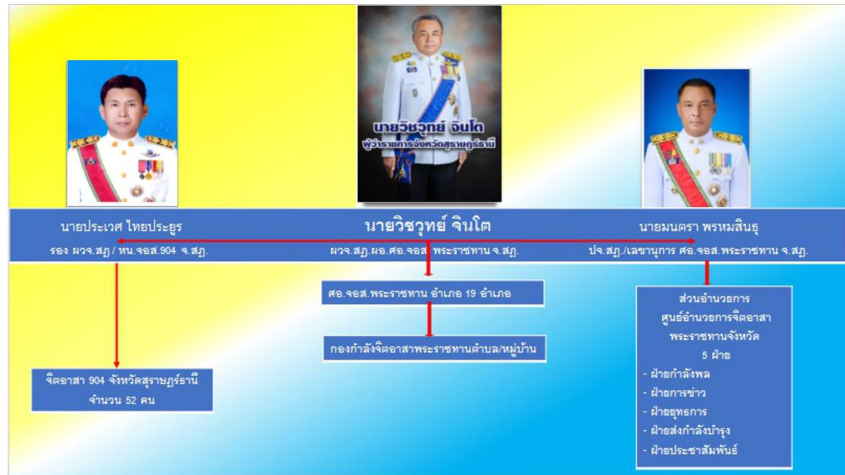 นายวิชวุทย์ จินโต
ผู้ว่าราชการจังหวัดสุราษฎร์ธานี
นายประเวศ ไทยประยูร
รอง ผวจ.สฎ / หน.จอส.904 จ.สฎ.
นายวิชวุทย์ จินโต
ผวจ.สฎ.ผอ.ศอ.จอส.พระราชทาน จ.สฎ.
นายมนตรา พรหมสินธุ
ปจ.สฎ./เลขานุการ ศอ.จอส.พระราชทาน จ.สฎ.
ศอ.จอส.พระราชทาน อำเภอ 19 อำเภอ
กองกำลังจิตอาสาพระราชทานตำบล/หมู่บ้าน
จิตอาสา 904 จังหวัดสุราษฎร์ธานี
จำนวน 52 คน
ส่วนอำนวยการ
ศูนย์อำนวยการจิตอาสา
พระราชทานจังหวัด
5 ฝ่าย
- ฝ่ายกำลังพล
- ฝ่ายการข่าว
- ฝ่ายยุทธการ
- ฝ่ายส่งกำลังบำรุง
- ฝ่ายประชาสัมพันธ์